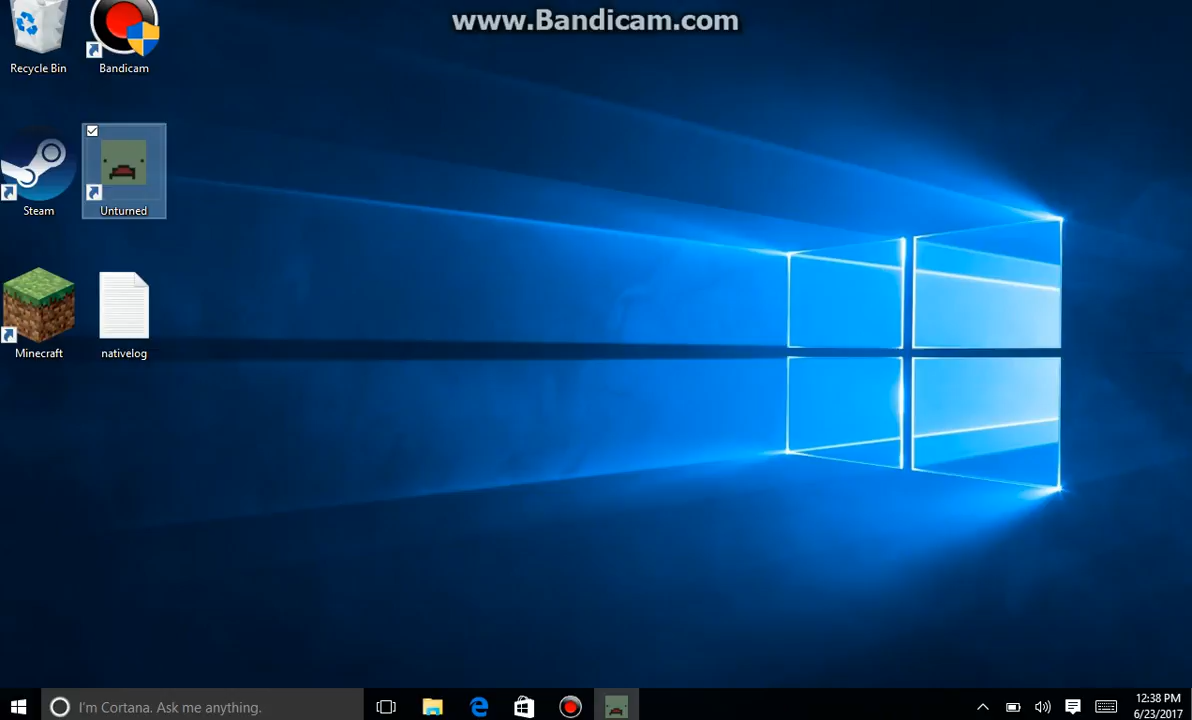 www.Bandicam.com
Recycle Bin
Bandicam
Steam
Unturned
Minecraft
nativelog
I'm Cortana. Ask me anything.
12:38 PM
6/23/2017